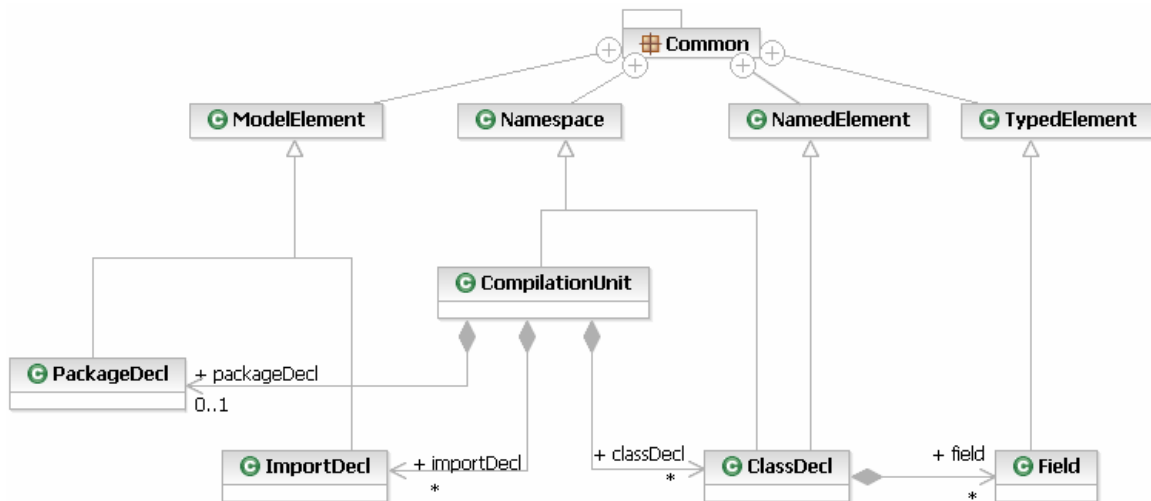 Common
ModelElement
Namespace
NamedElement
TypedElement
CompilationUnit
PackageDecl
+ packageDecl
0..1
ImportDecl
+ importDecl
*
+ classDecl
*
ClassDecl
+ field
*
Field